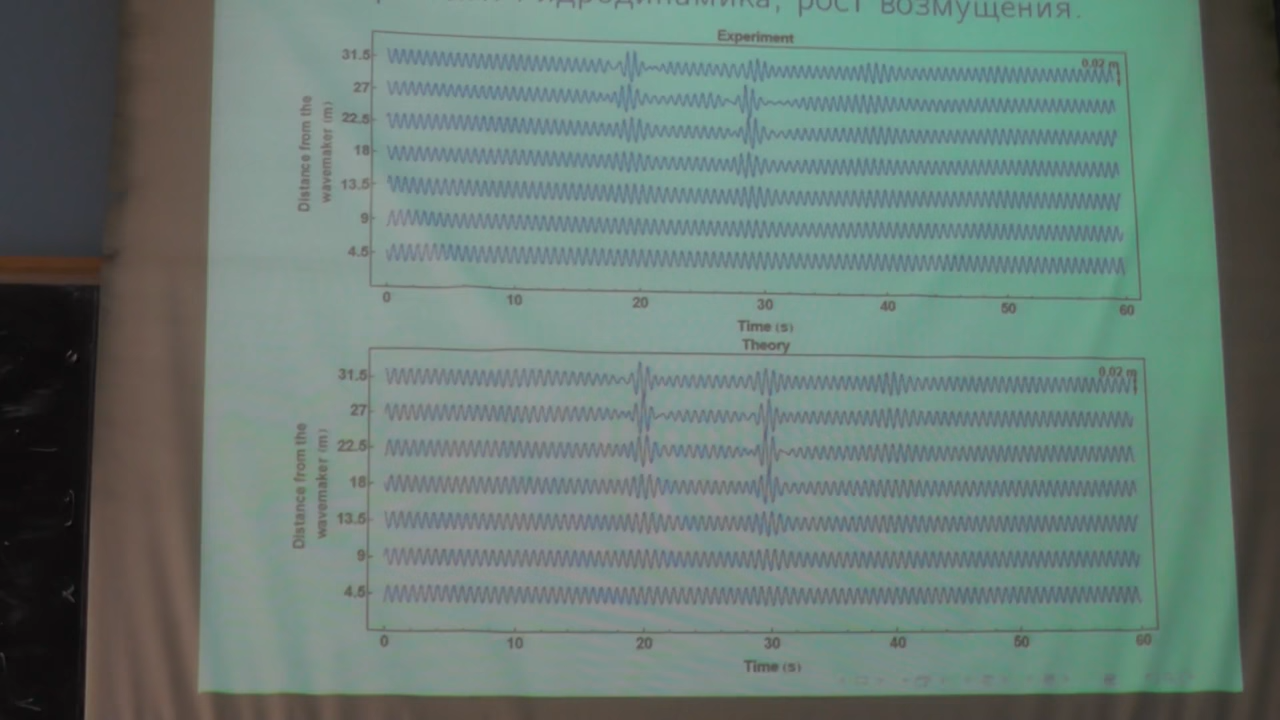 гидродинамика, рост возмущения.
Experiment
0.02 m
31.5
27
22.5
18
13.5
9
4.5
Distance from the
wavemaker (m)
0 10 20 30 40 50 60
Time (s)
Theory
0.02 m
31.5
27
22.5
18
13.5
9
4.5
Distance from the
wavemaker (m)
0 10 20 30 40 50 60
Time (s)